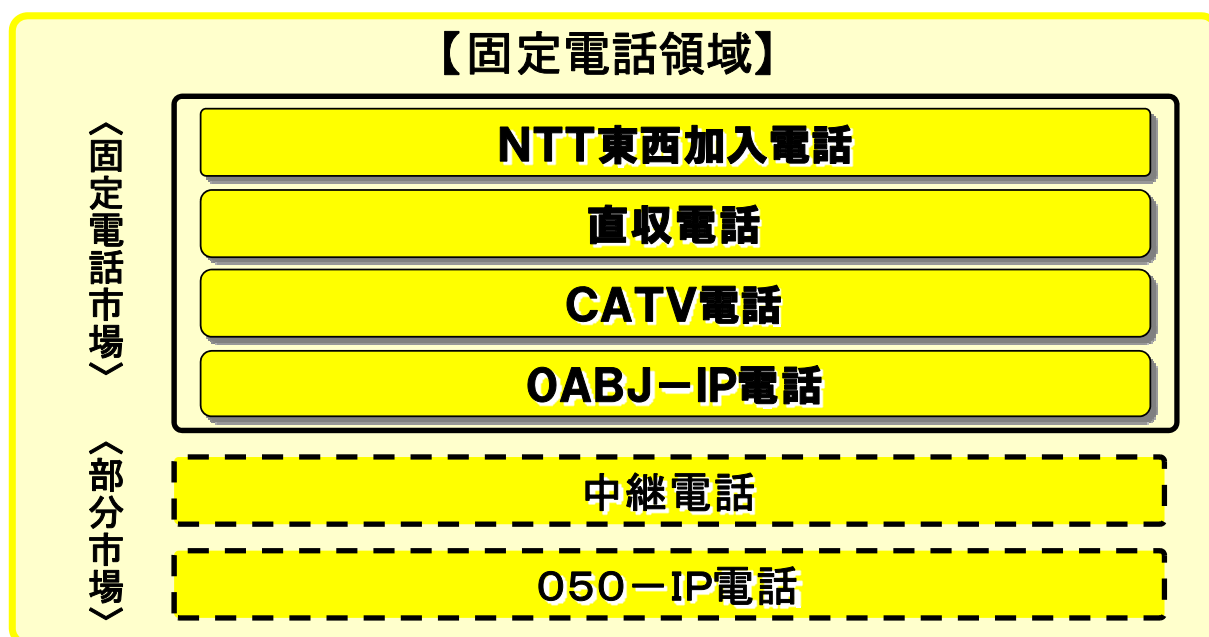 【固定電話領域】
〈固定電話市場〉
NTT東西加入電話
直収電話
CATV電話
0ABJ-IP電話
〈部分市場〉
中継電話
050-IP電話